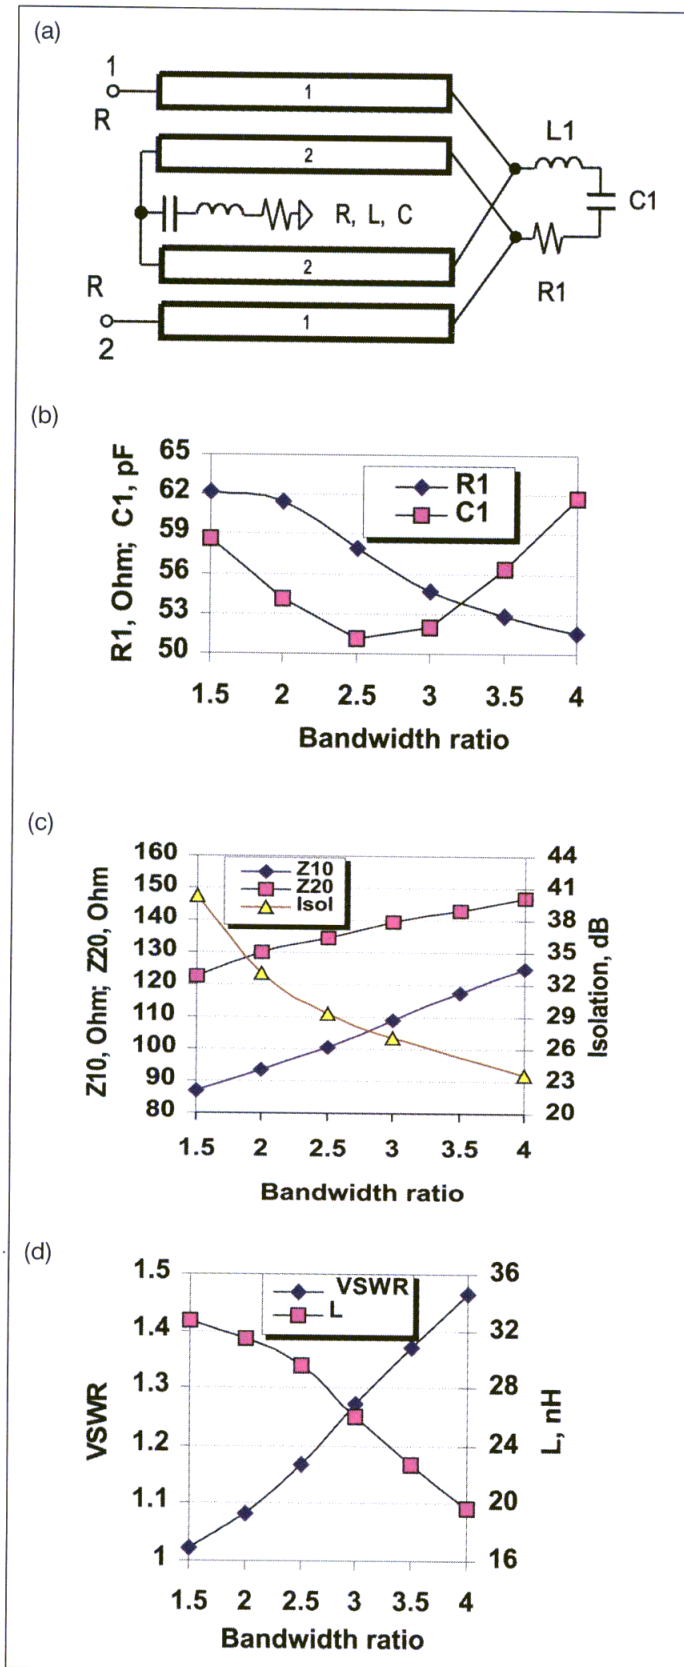 (a)
1
R
1
2
R, L, C
2
R
1
2
L1
C1
R1
(b)
R1, Ohm; C1, pF
65
62
59
56
53
50
R1
C1
1.5 2 2.5 3 3.5 4
Bandwidth ratio
(c)
Z10, Ohm; Z20, Ohm
160
150
140
130
120
110
100
90
80
Z10
Z20
Isol
44
41
38
35
32
29
26
23
20
Isolation, dB
1.5 2 2.5 3 3.5 4
Bandwidth ratio
(d)
VSWR
1.5
1.4
1.3
1.2
1.1
1
VSWR
L
36
32
28
24
20
16
L, nH
1.5 2 2.5 3 3.5 4
Bandwidth ratio